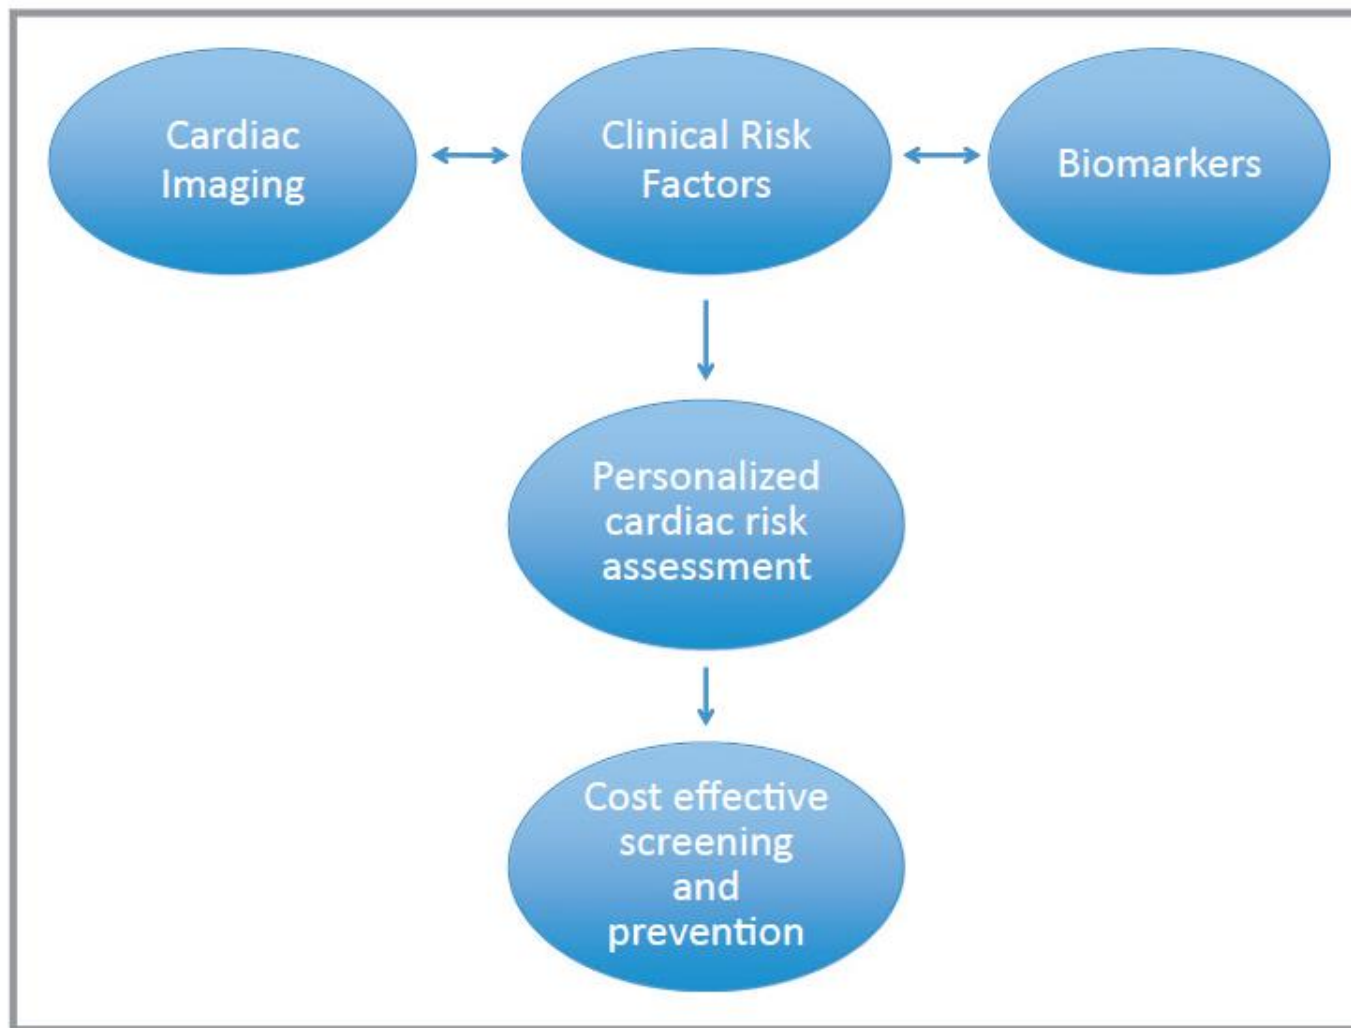 Cardiac
Imaging
Clinical Risk
Factors
Biomarkers
Personalized
cardiac risk
assessment
Cost effective
screening
and
prevention